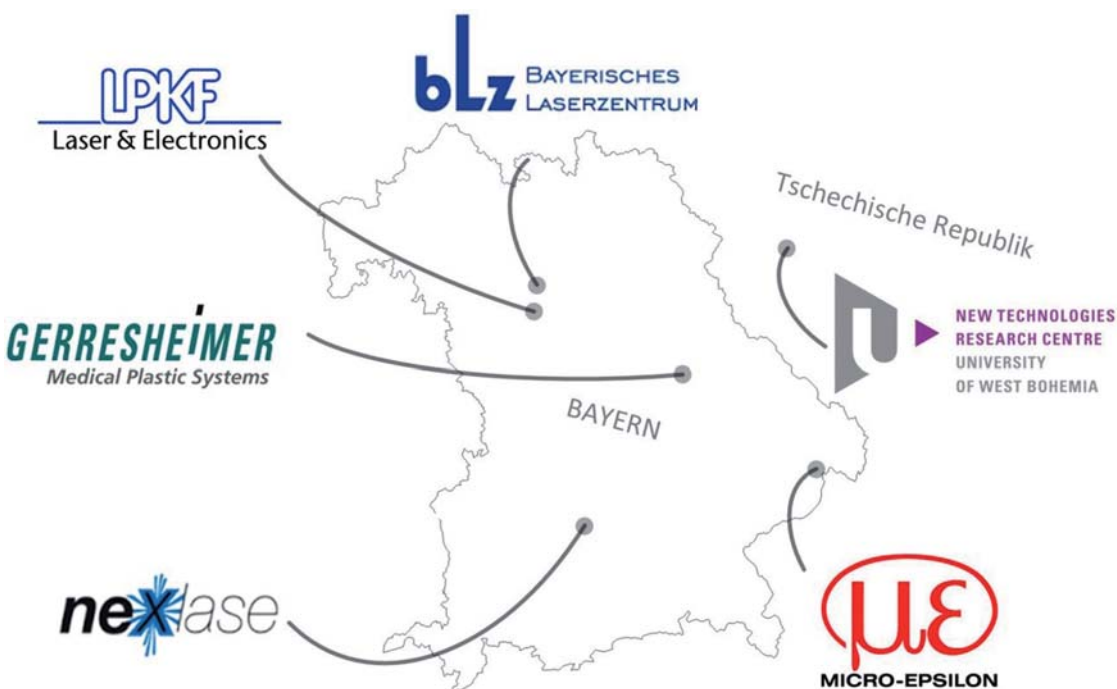 LPKF
Laser & Electronics
bLz BAYERISCHES
LASERZENTRUM
Tschechische Republik
GERRESHEIMER
Medical Plastic Systems
NEW TECHNOLOGIES
RESEARCH CENTRE
UNIVERSITY
OF WEST BOHEMIA
BAYERN
nexlase
με
MICRO-EPSILON